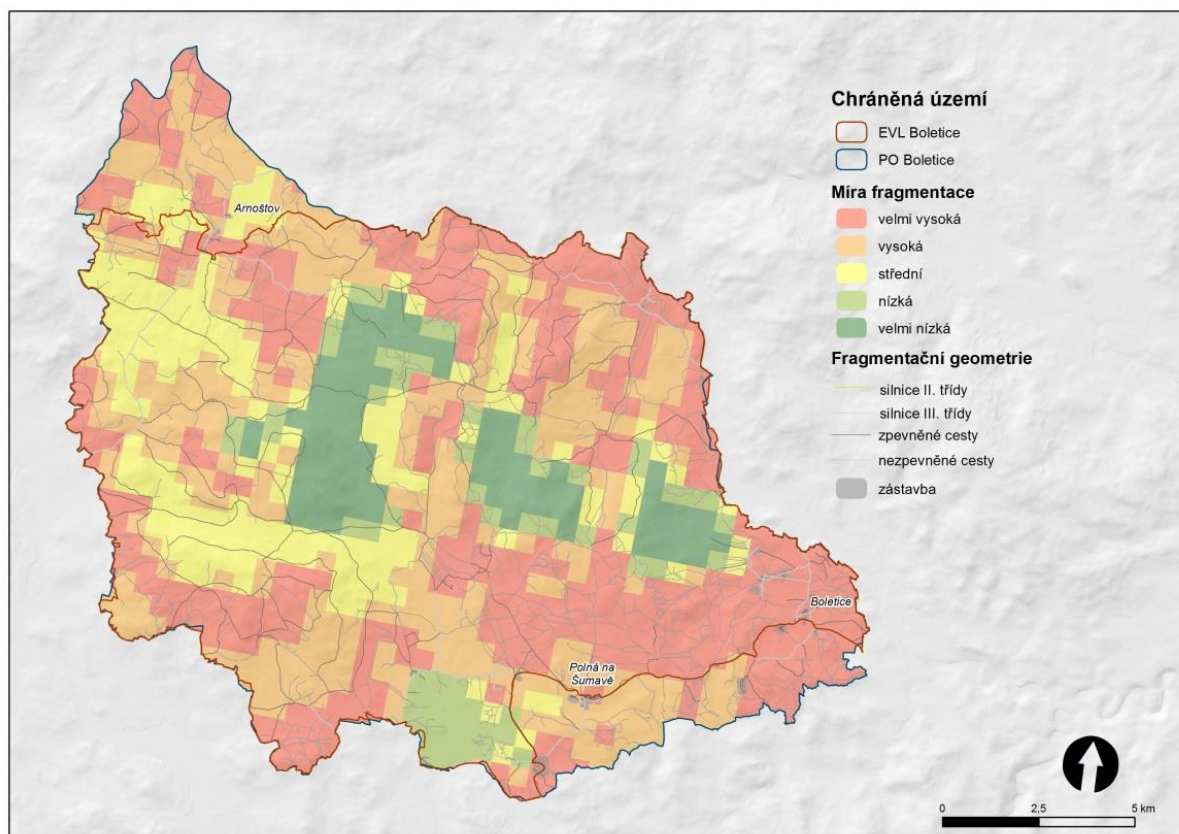 Chráněná území
EVL Boletice
PO Boletice
Míra fragmentace
velmi vysoká
vysoká
střední
nízká
velmi nízká
Fragmentační geometrie
silnice II. třídy
silnice III. třídy
zpevněné cesty
nezpevněné cesty
zástavba
Arnoštov
Boletice
Polná na
Šumavě
0 2,5 5 km